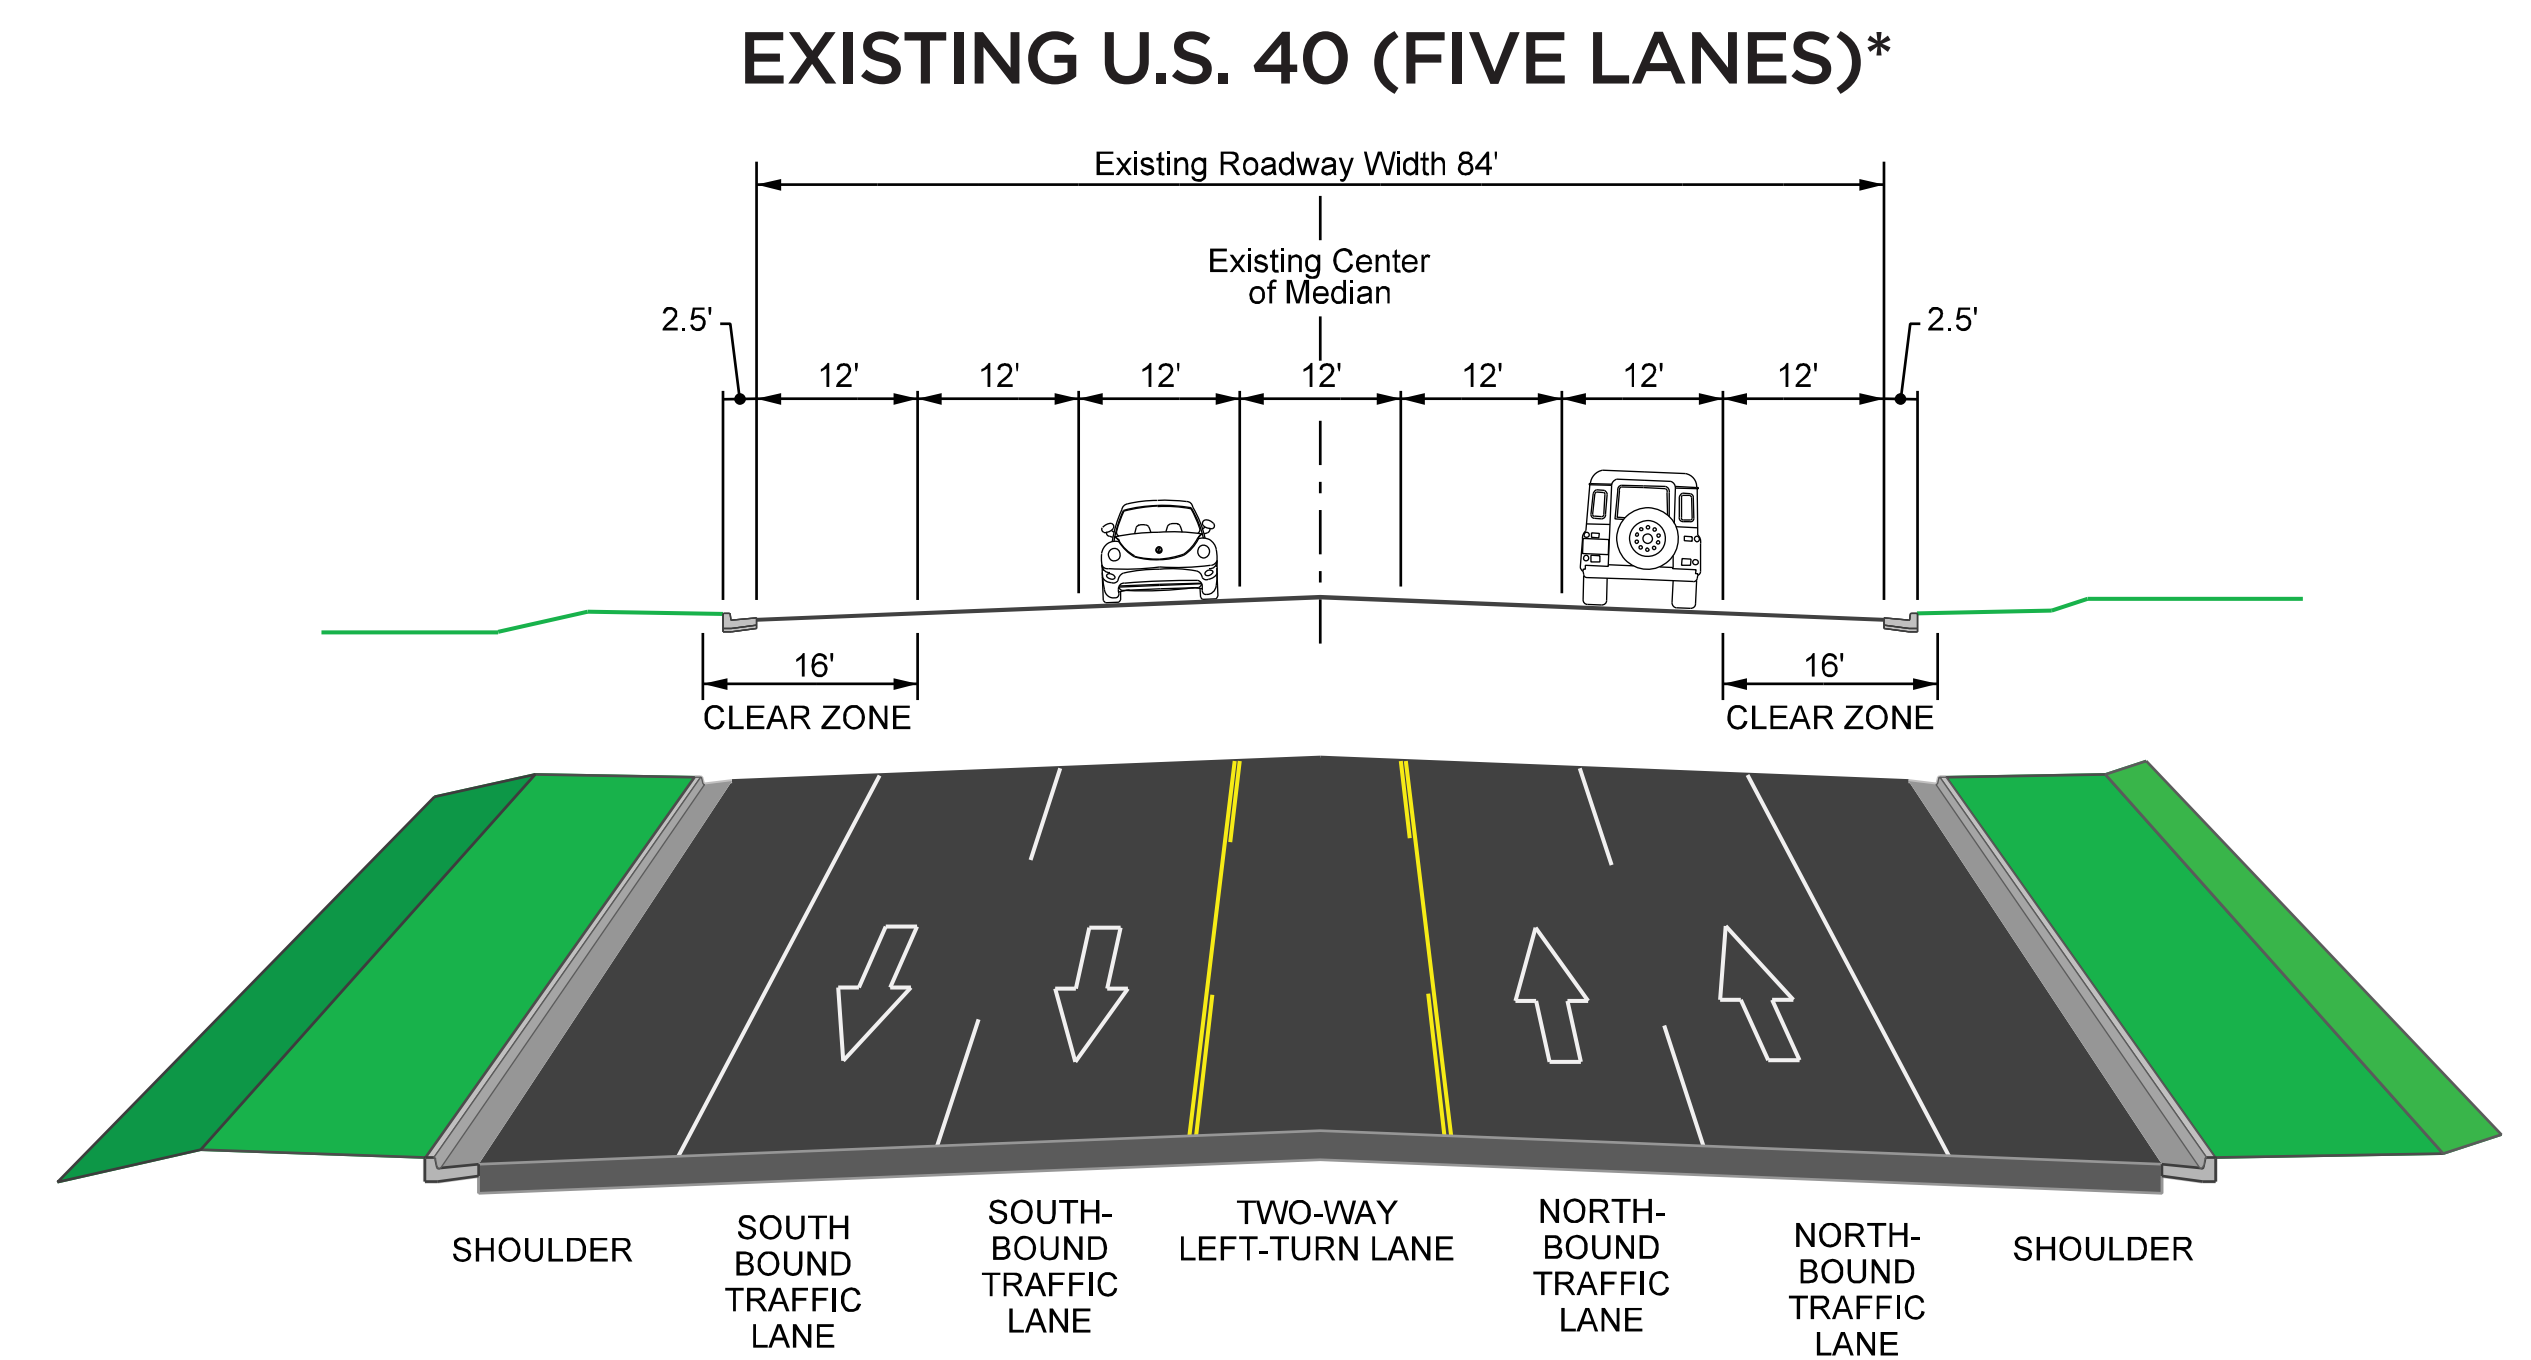 EXISTING U.S. 40 (FIVE LANES)*
Existing Roadway Width 84'
Existing Center
of Median
2.5'
2.5'
12' 12' 12' 12' 12' 12' 12'
16' 16'
CLEAR ZONE CLEAR ZONE
SHOULDER
SOUTH
BOUND
TRAFFIC
LANE
SOUTH-
BOUND
TRAFFIC
LANE
TWO-WAY
LEFT-TURN LANE
NORTH-
BOUND
TRAFFIC
LANE
NORTH-
BOUND
TRAFFIC
LANE
SHOULDER